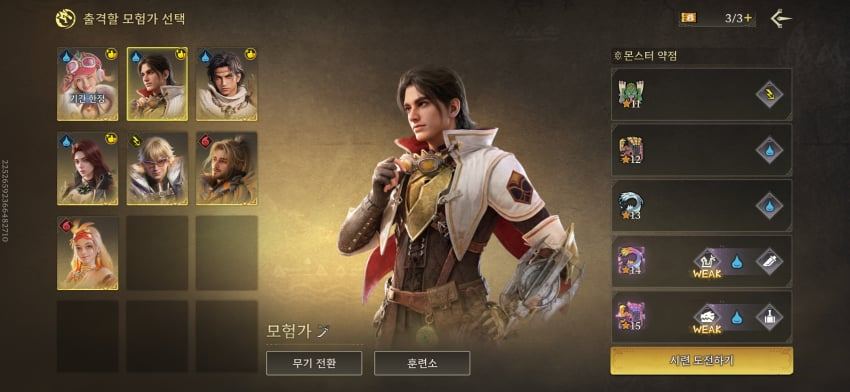 출격할 모험가 선택
3/3+
기간 한정
몬스터 약점
11
12
13
14
WEAK
15
WEAK
모험가
무기 전환
훈련소
시련 도전하기
22526592366482710